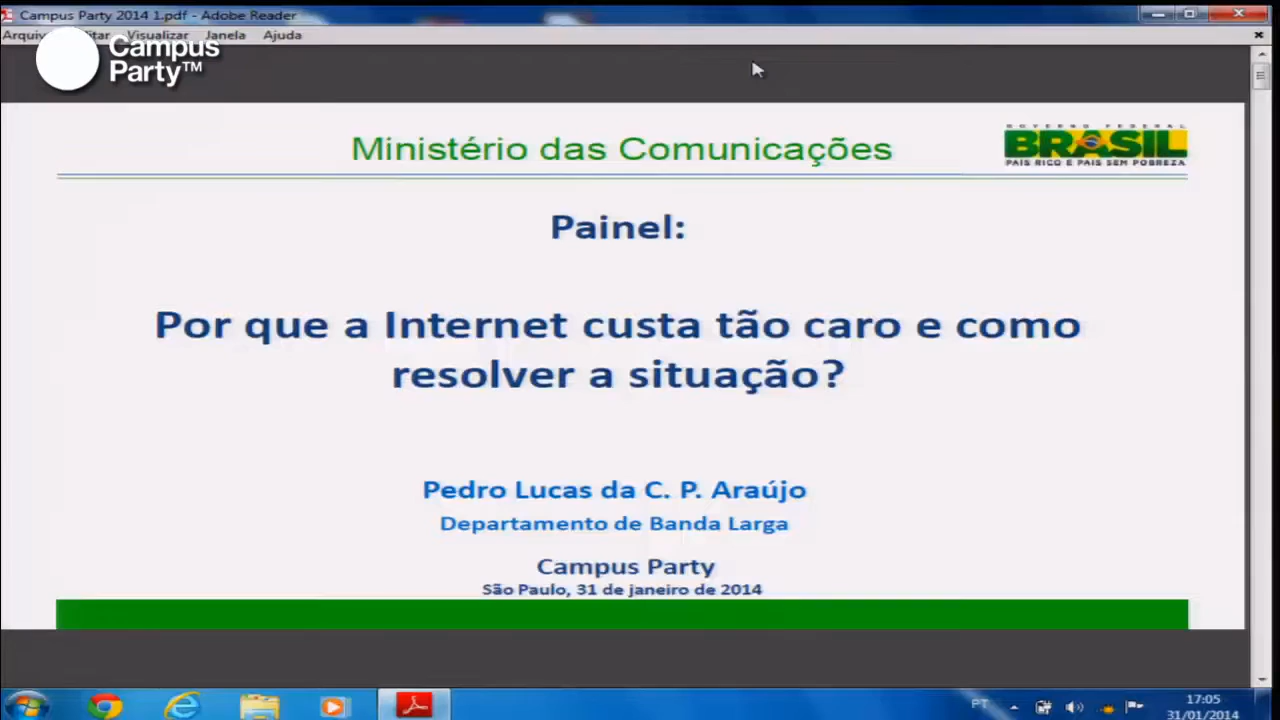 Campus Party 2014 1.pdf - Adobe Reader
Visualizar Janela Ajuda
Campus
Party™
Ministério das Comunicações
GOVERNO FEDERAL
BRASIL
PAÍS RICO É PAÍS SEM POBREZA
Painel:
Por que a Internet custa tão caro e como
resolver a situação?
Pedro Lucas da C. P. Araújo
Departamento de Banda Larga
Campus Party
São Paulo, 31 de janeiro de 2014
PT
17:05
31/01/2014